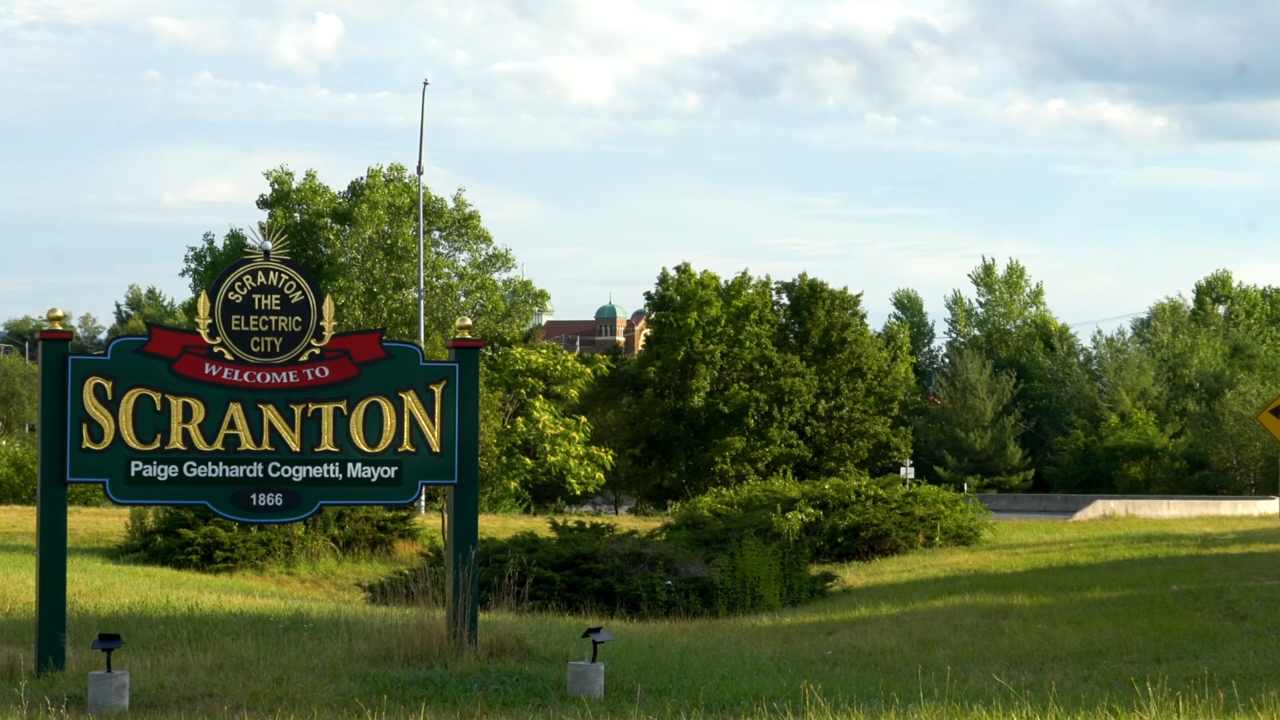 SCRANTON
THE
ELECTRIC
CITY
WELCOME TO
SCRANTON
Paige Gebhardt Cognetti, Mayor
1866